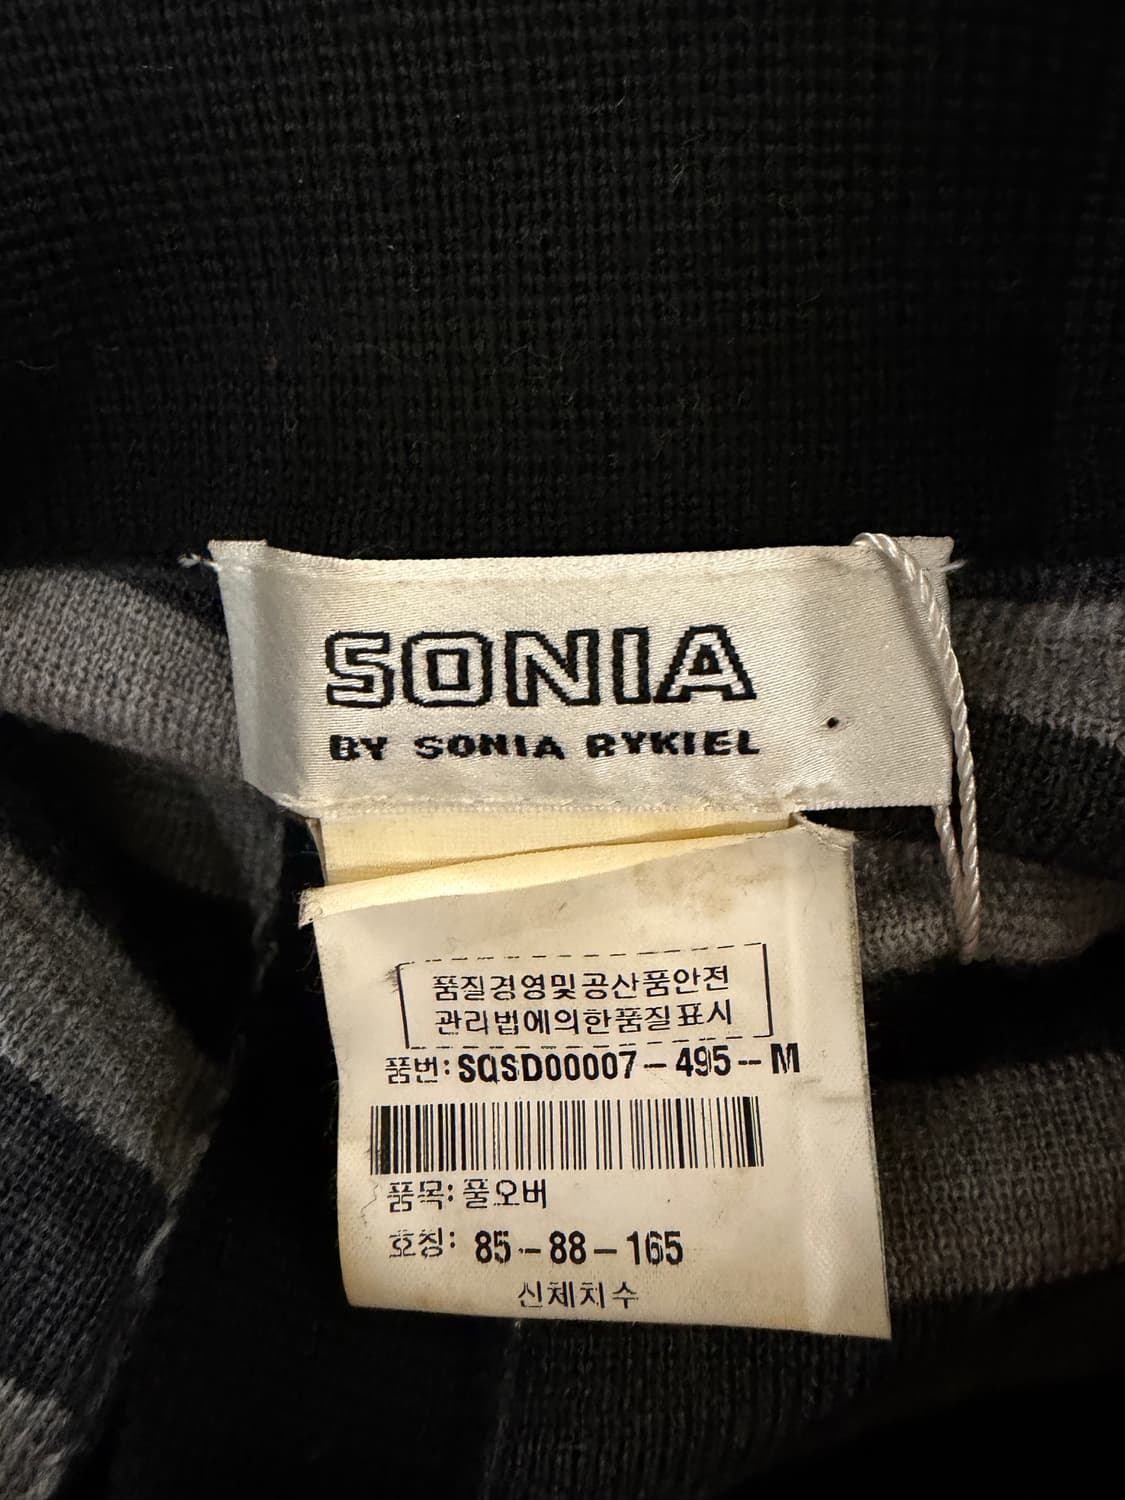 SONIA
BY SONIA RYKIEL
품질경영및공산품안전
관리법에의한품질표시
품번:SQSD00007-495--M
품목:풀오버
호칭: 85-88-165
신체치수